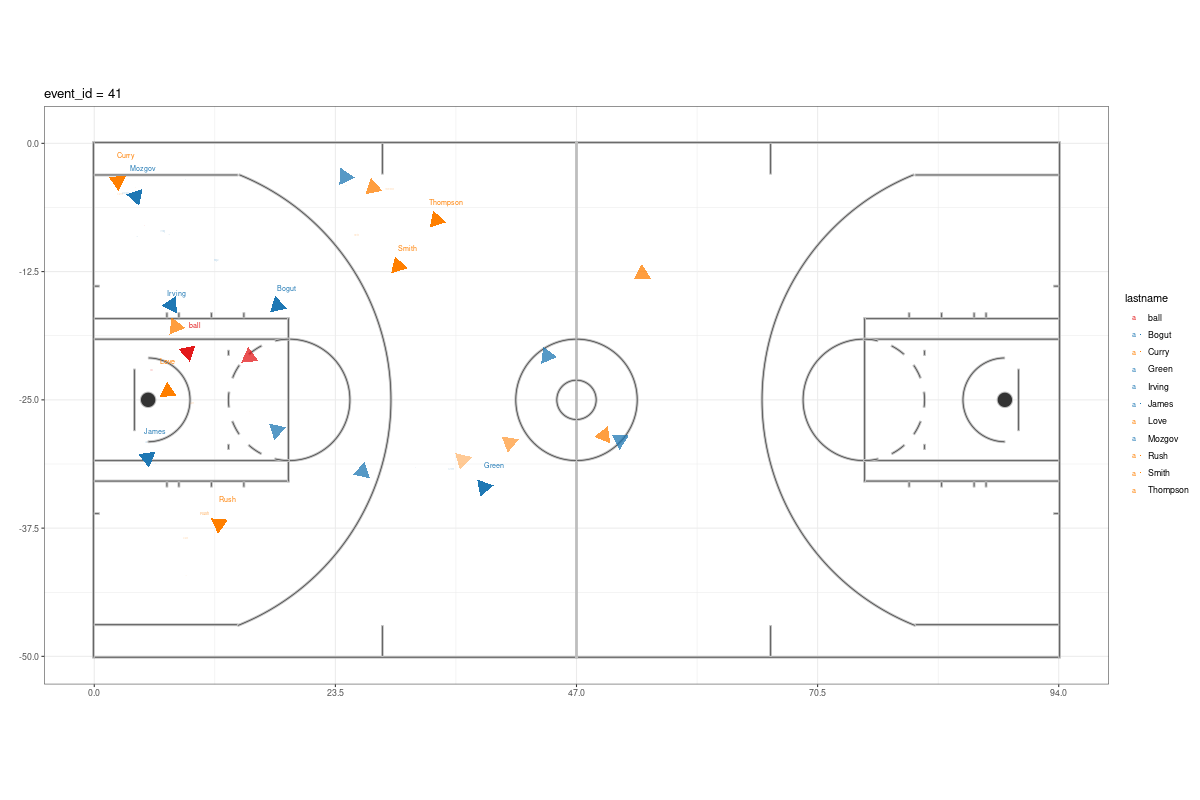 event_id = 41
0.0
-12.5
-25.0
-37.5
-50.0
0.0
23.5
47.0
70.5
94.0
Curry
Mozgov
Thompson
Smith
Irving
Bogut
ball
Love
James
Green
Rush
lastname
a ball
a Bogut
a Curry
a Green
a Irving
a James
a Love
a Mozgov
a Rush
a Smith
a Thompson